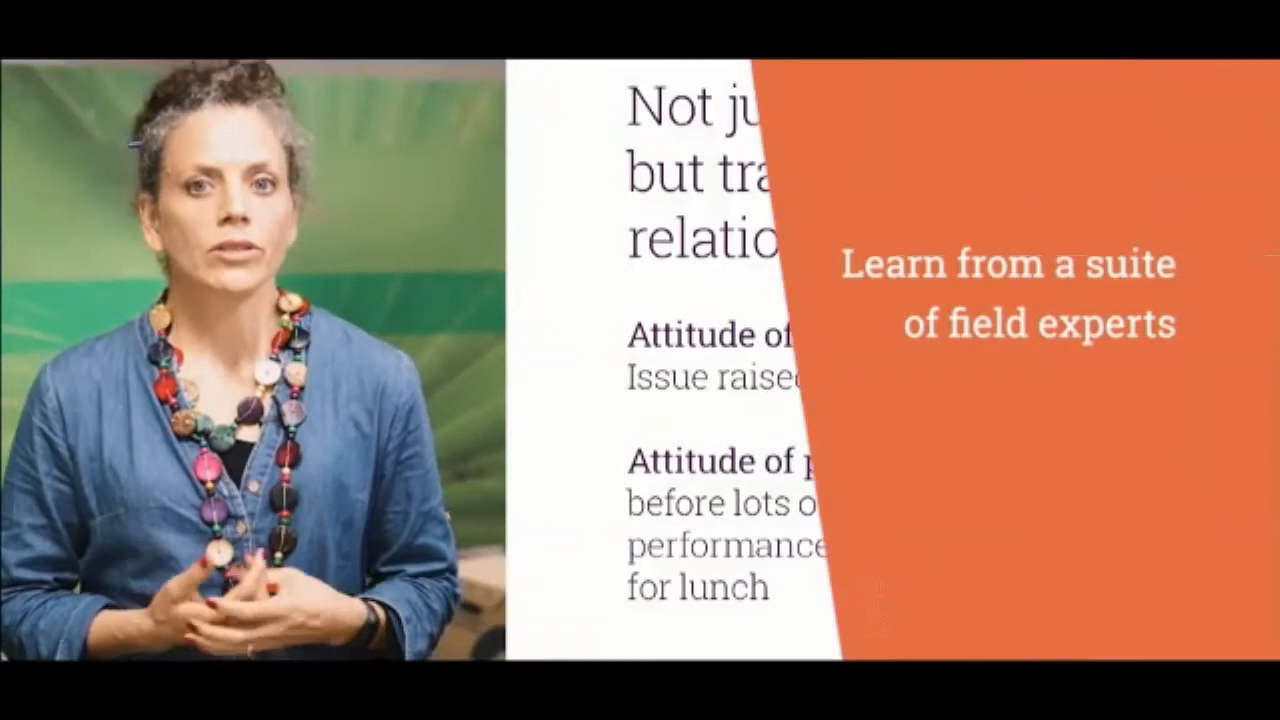 Not ju
but tra
relatio
Attitude of
Issue raised
Attitude of p
before lots o
performance
for lunch
Learn from a suite
of field experts